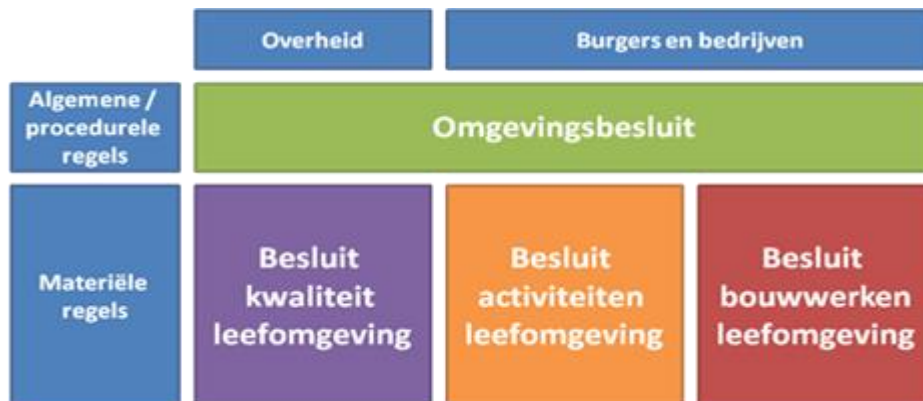 Overheid
Burgers en bedrijven
Algemene /
procedurele
regels
Omgevingsbesluit
Materiële
regels
Besluit
kwaliteit
leefomgeving
Besluit
activiteiten
leefomgeving
Besluit
bouwwerken
leefomgeving